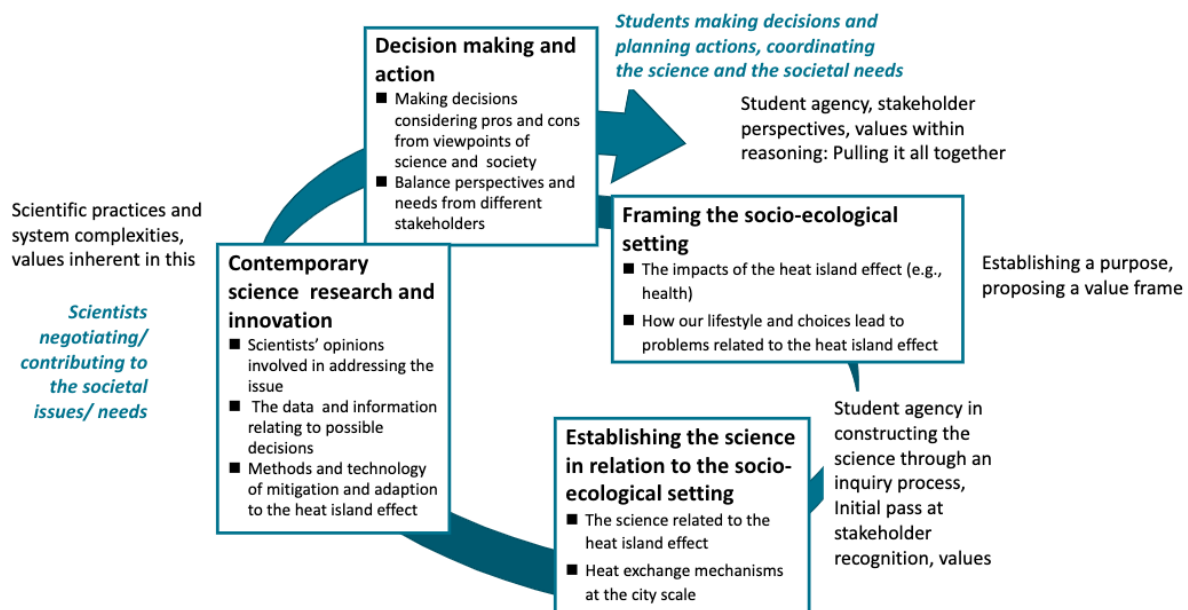 Decision making and
action
■ Making decisions
considering pros and cons
from viewpoints of
science and society
■ Balance perspectives and
needs from different
stakeholders
Students making decisions and
planning actions, coordinating
the science and the societal needs
Student agency, stakeholder
perspectives, values within
reasoning: Pulling it all together
Framing the socio-ecological
setting
■ The impacts of the heat island effect (e.g.,
health)
■ How our lifestyle and choices lead to
problems related to the heat island effect
Establishing a purpose,
proposing a value frame
Student agency in
constructing the
science through an
inquiry process,
Initial pass at
stakeholder
recognition, values
Establishing the science
in relation to the socio-
ecological setting
■ The science related to the
heat island effect
■ Heat exchange mechanisms
at the city scale
Contemporary
science research and
innovation
■ Scientists’ opinions
involved in addressing the
issue
■ The data and information
relating to possible
decisions
■ Methods and technology
of mitigation and adaption
to the heat island effect
Scientific practices and
system complexities,
values inherent in this
Scientists
negotiating/
contributing to
the societal
issues/ needs